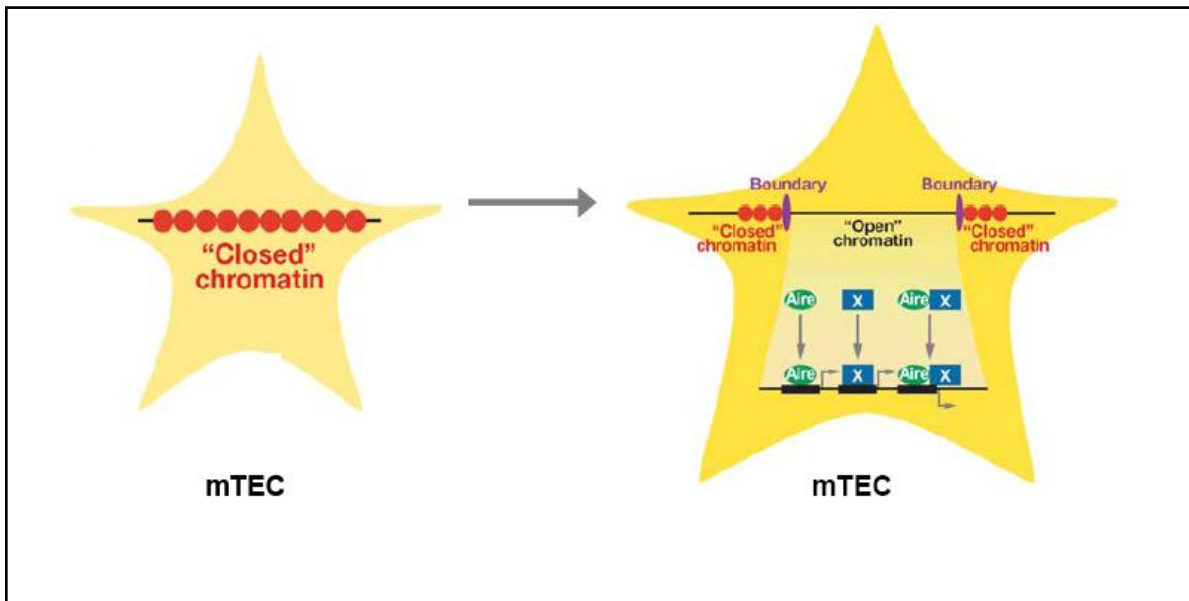 “Closed”
chromatin
mTEC
Boundary
Boundary
“Closed”
chromatin
“Open”
chromatin
“Closed”
chromatin
Aire
X
Aire X
Aire
X
Aire X
mTEC